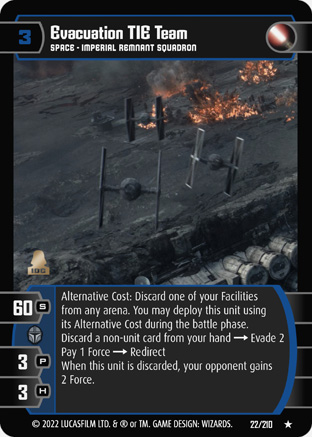 3
Evacuation TIE Team
SPACE - IMPERIAL REMNANT SQUADRON
60 S
3 P
3 H
Alternative Cost: Discard one of your Facilities
from any arena. You may deploy this unit using
its Alternative Cost during the battle phase.
Discard a non-unit card from your hand → Evade 2
Pay 1 Force → Redirect
When this unit is discarded, your opponent gains
2 Force.
© 2022 LUCASFILM LTD. & ® or TM. GAME DESIGN: WIZARDS. 22/210 ★